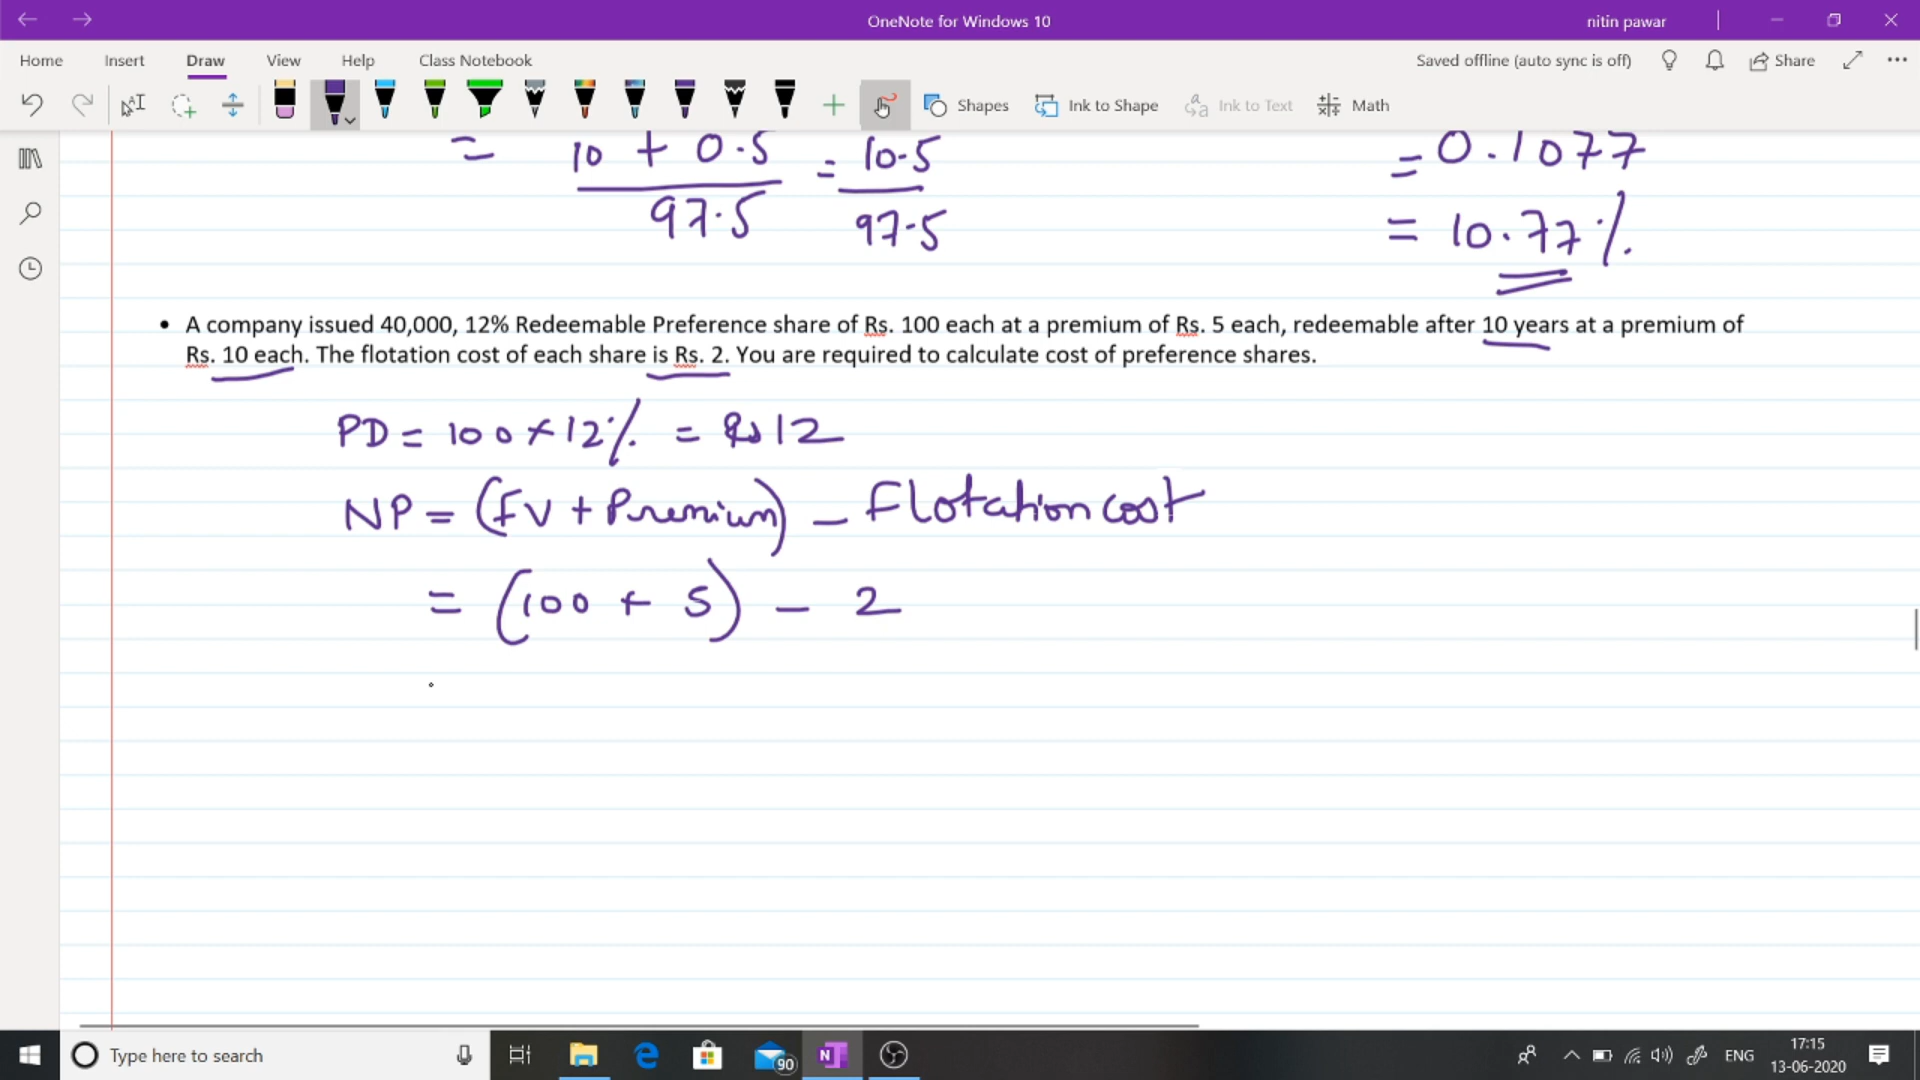 OneNote for Windows 10
nitin pawar
Home Insert Draw View Help Class Notebook
Saved offline (auto sync is off) Share
Shapes Ink to Shape Ink to Text Math
= 10 + 0.5 = 10.5
97.5 97.5
= 0.1077
= 10.77%
• A company issued 40,000, 12% Redeemable Preference share of Rs. 100 each at a premium of Rs. 5 each, redeemable after 10 years at a premium of
Rs. 10 each. The flotation cost of each share is Rs. 2. You are required to calculate cost of preference shares.
PD = 100 × 12% = Rs 12
NP = (FV + Premium) - Flotation cost
= (100 + 5) - 2
Type here to search
90
ENG
17:15
13-06-2020